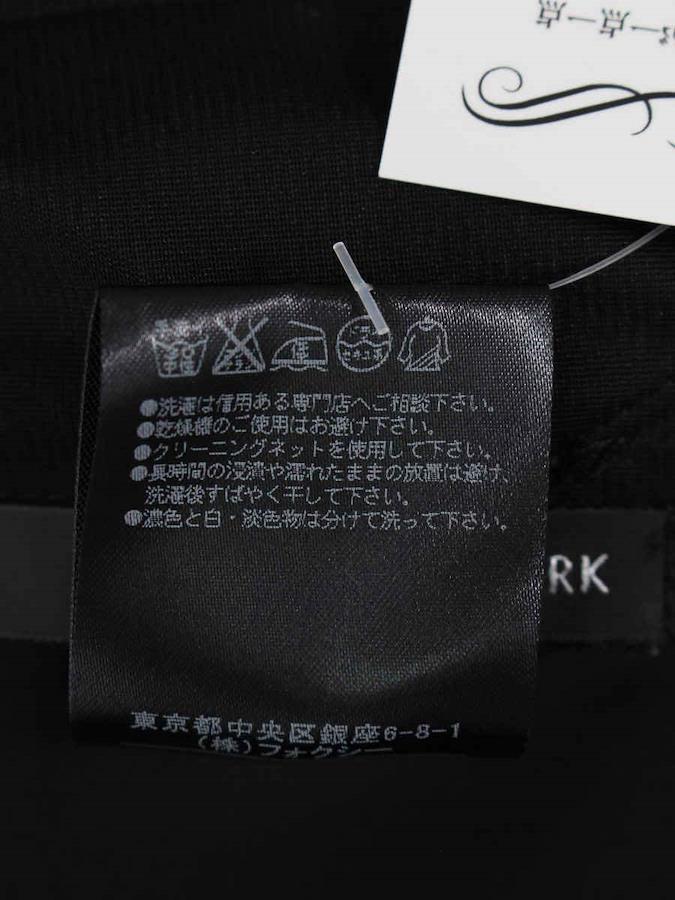 一点一点
●洗濯は信用ある専門店へご相談下さい。
●乾燥機のご使用はお避け下さい。
●クリーニングネットを使用して下さい。
●長時間の浸漬や濡れたままの放置は避け、
洗濯後すばやく干して下さい。
●濃色と白・淡色物は分けて洗って下さい。
RK
東京都中央区銀座6-8-1
(株)フォクシー